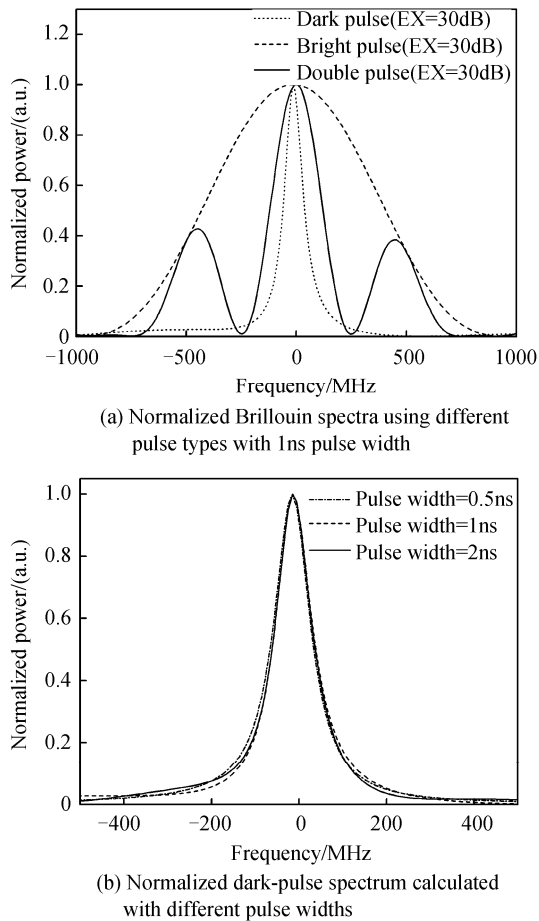 Dark pulse(EX=30dB)
Bright pulse(EX=30dB)
Double pulse(EX=30dB)
Normalized power/(a.u.)
1.0
0.8
0.6
0.4
0.2
0
−1000
−500
0
500
1000
Frequency/MHz
(a) Normalized Brillouin spectra using different
pulse types with 1ns pulse width
Pulse width=0.5ns
Pulse width=1ns
Pulse width=2ns
Normalized power/(a.u.)
1.0
0.8
0.6
0.4
0.2
0
−400
−200
0
200
400
Frequency/MHz
(b) Normalized dark-pulse spectrum calculated
with different pulse widths